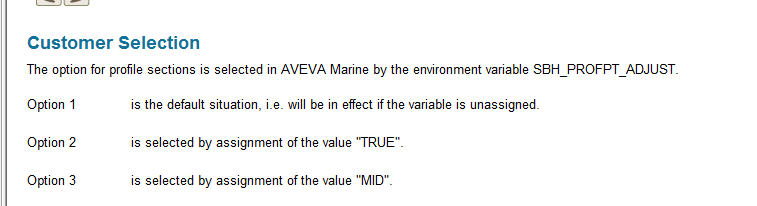 Customer Selection
The option for profile sections is selected in AVEVA Marine by the environment variable SBH_PROFPT_ADJUST.
Option 1 is the default situation, i.e. will be in effect if the variable is unassigned.
Option 2 is selected by assignment of the value "TRUE".
Option 3 is selected by assignment of the value "MID".